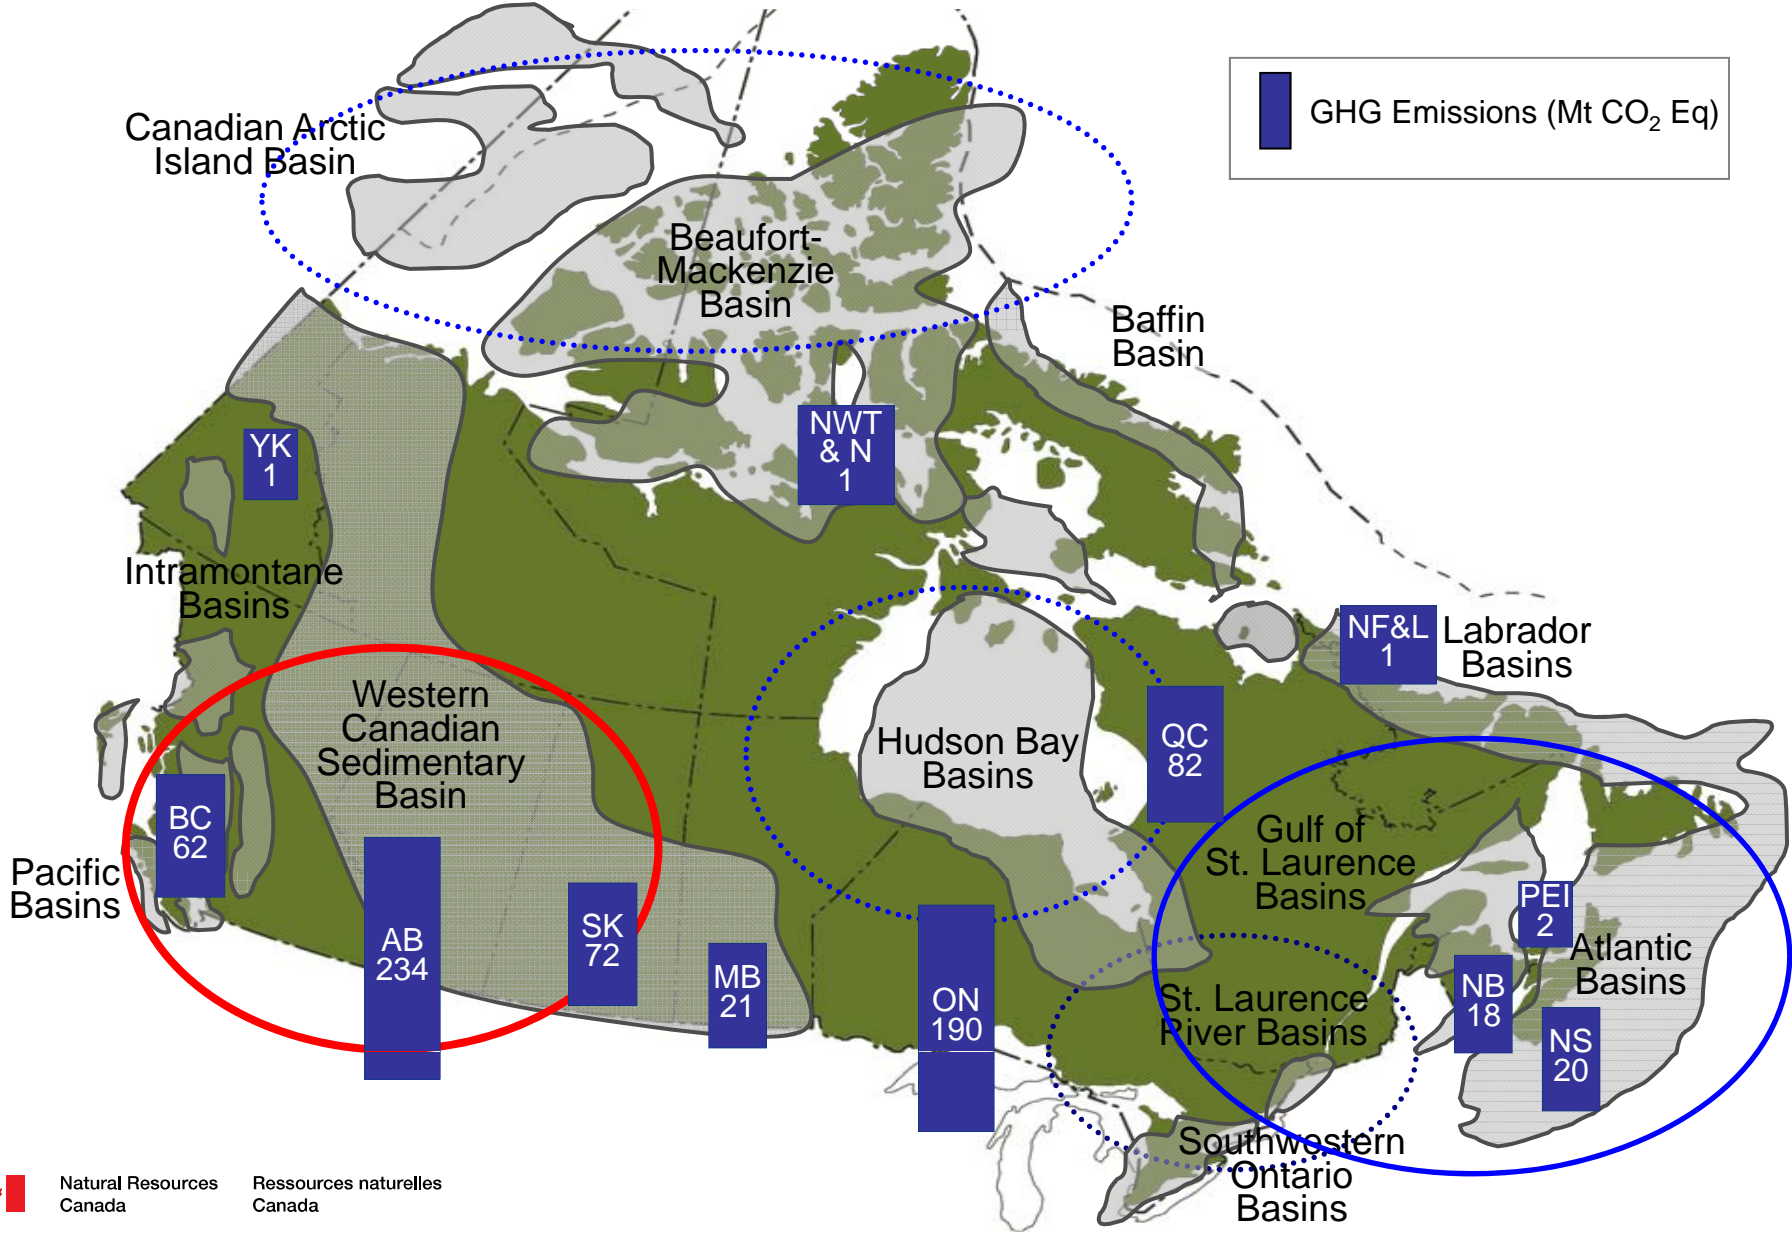 GHG Emissions (Mt CO₂ Eq)
Canadian Arctic
Island Basin
Beaufort-
Mackenzie
Basin
Baffin
Basin
YK
1
NWT
& N
1
Intramontane
Basins
NF&L
1
Labrador
Basins
Western
Canadian
Sedimentary
Basin
Hudson Bay
Basins
QC
82
BC
62
Pacific
Basins
Gulf of
St. Laurence
Basins
AB
234
SK
72
MB
21
ON
190
PEI
2
Atlantic
Basins
St. Laurence
River Basins
NB
18
NS
20
Southwestern
Ontario
Basins
Natural Resources
Canada
Ressources naturelles
Canada